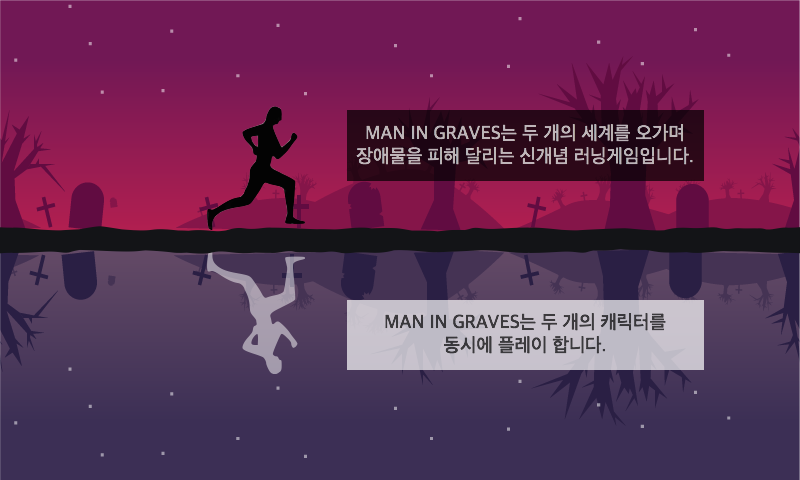 MAN IN GRAVES는 두 개의 세계를 오가며
장애물을 피해 달리는 신개념 러닝게임입니다.
MAN IN GRAVES는 두 개의 캐릭터를
동시에 플레이 합니다.